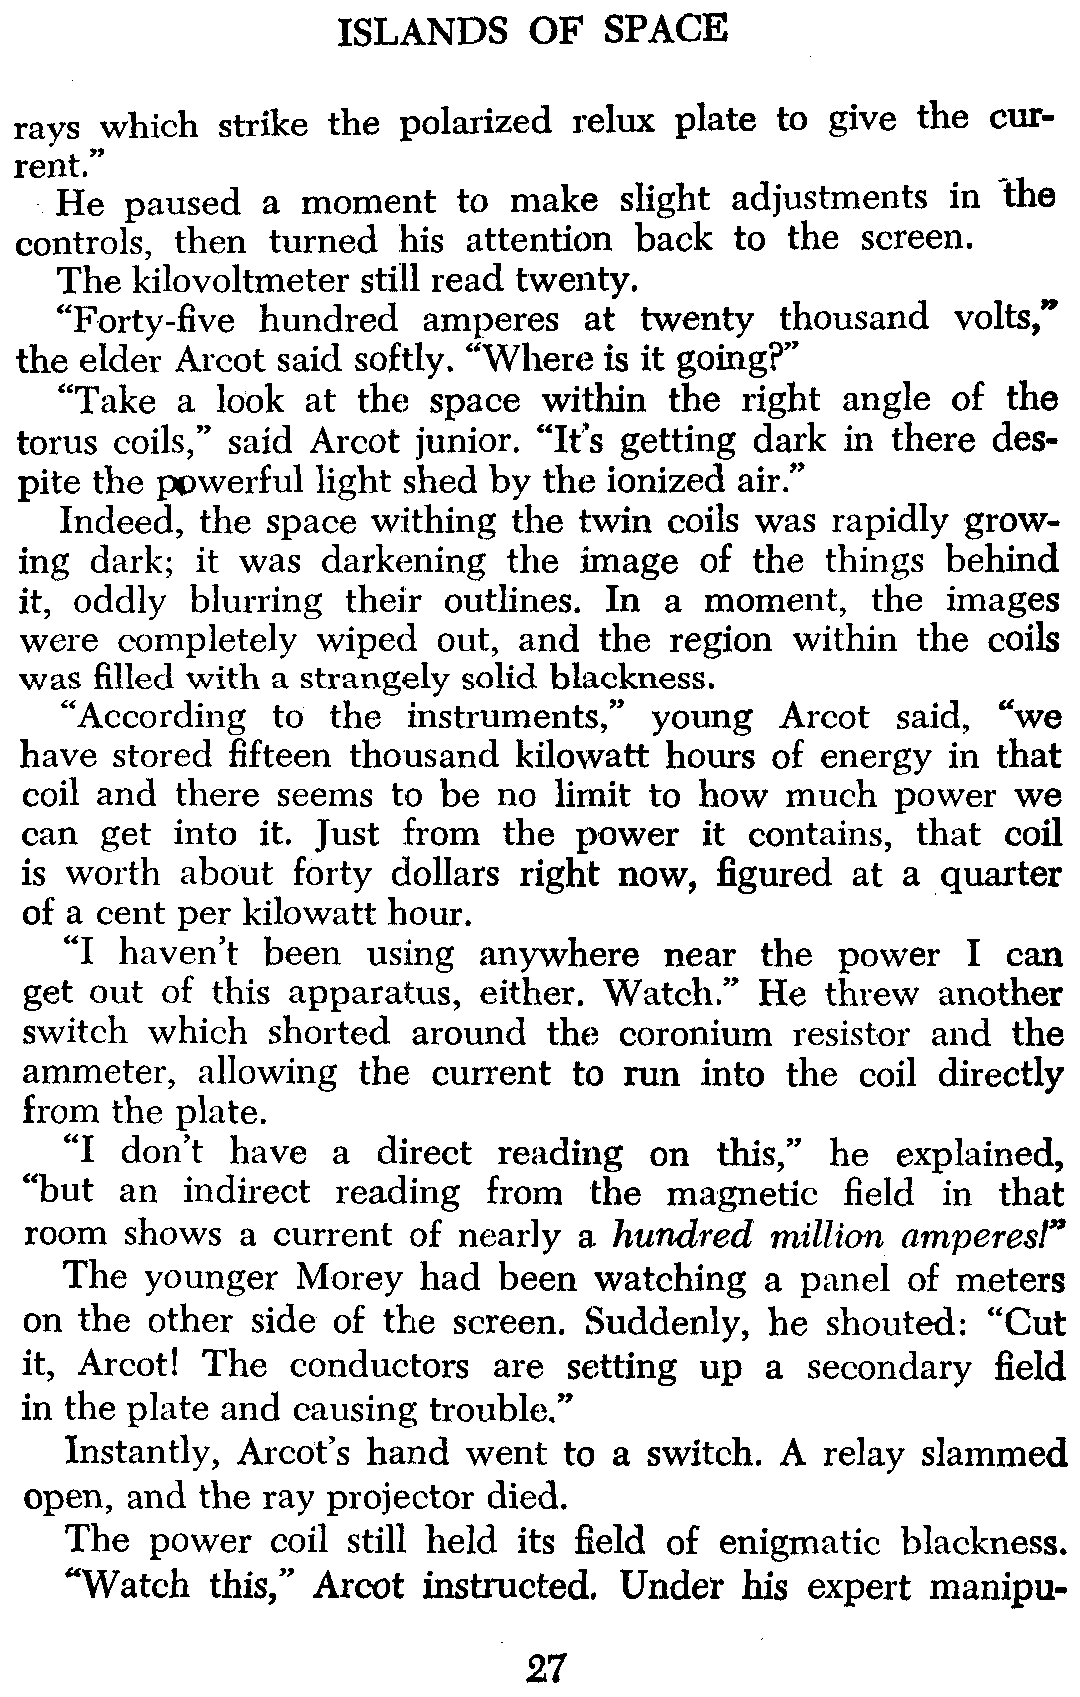 ISLANDS OF SPACE
rays which strike the polarized relux plate to give the cur-
rent.”
He paused a moment to make slight adjustments in the
controls, then turned his attention back to the screen.
The kilovoltmeter still read twenty.
“Forty-five hundred amperes at twenty thousand volts,”
the elder Arcot said softly. “Where is it going?”
“Take a look at the space within the right angle of the
torus coils,” said Arcot junior. “It’s getting dark in there des-
pite the powerful light shed by the ionized air.”
Indeed, the space withing the twin coils was rapidly grow-
ing dark; it was darkening the image of the things behind
it, oddly blurring their outlines. In a moment, the images
were completely wiped out, and the region within the coils
was filled with a strangely solid blackness.
“According to the instruments,” young Arcot said, “we
have stored fifteen thousand kilowatt hours of energy in that
coil and there seems to be no limit to how much power we
can get into it. Just from the power it contains, that coil
is worth about forty dollars right now, figured at a quarter
of a cent per kilowatt hour.
“I haven’t been using anywhere near the power I can
get out of this apparatus, either. Watch.” He threw another
switch which shorted around the coronium resistor and the
ammeter, allowing the current to run into the coil directly
from the plate.
“I don’t have a direct reading on this,” he explained,
“but an indirect reading from the magnetic field in that
room shows a current of nearly a hundred million amperes!”
The younger Morey had been watching a panel of meters
on the other side of the screen. Suddenly, he shouted: “Cut
it, Arcot! The conductors are setting up a secondary field
in the plate and causing trouble.”
Instantly, Arcot’s hand went to a switch. A relay slammed
open, and the ray projector died.
The power coil still held its field of enigmatic blackness.
“Watch this,” Arcot instructed. Under his expert manipu-
27